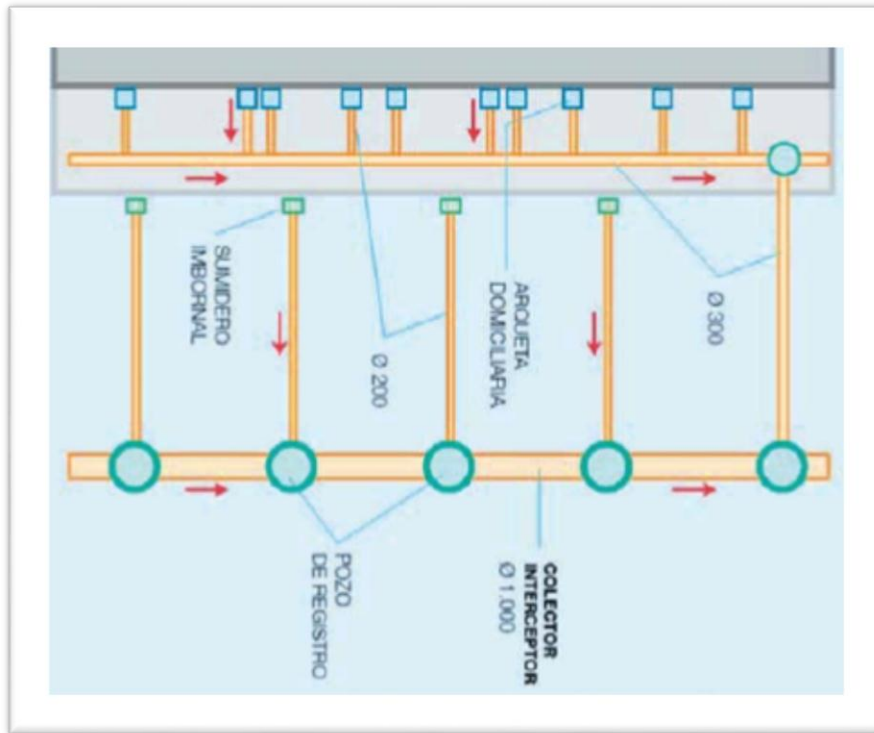 SUMIDERO
IMBORNAL
Ø 200
ARQUETA
DOMICILIARIA
Ø 300
POZO
DE REGISTRO
COLECTOR
INTERCEPTOR
Ø 1.000